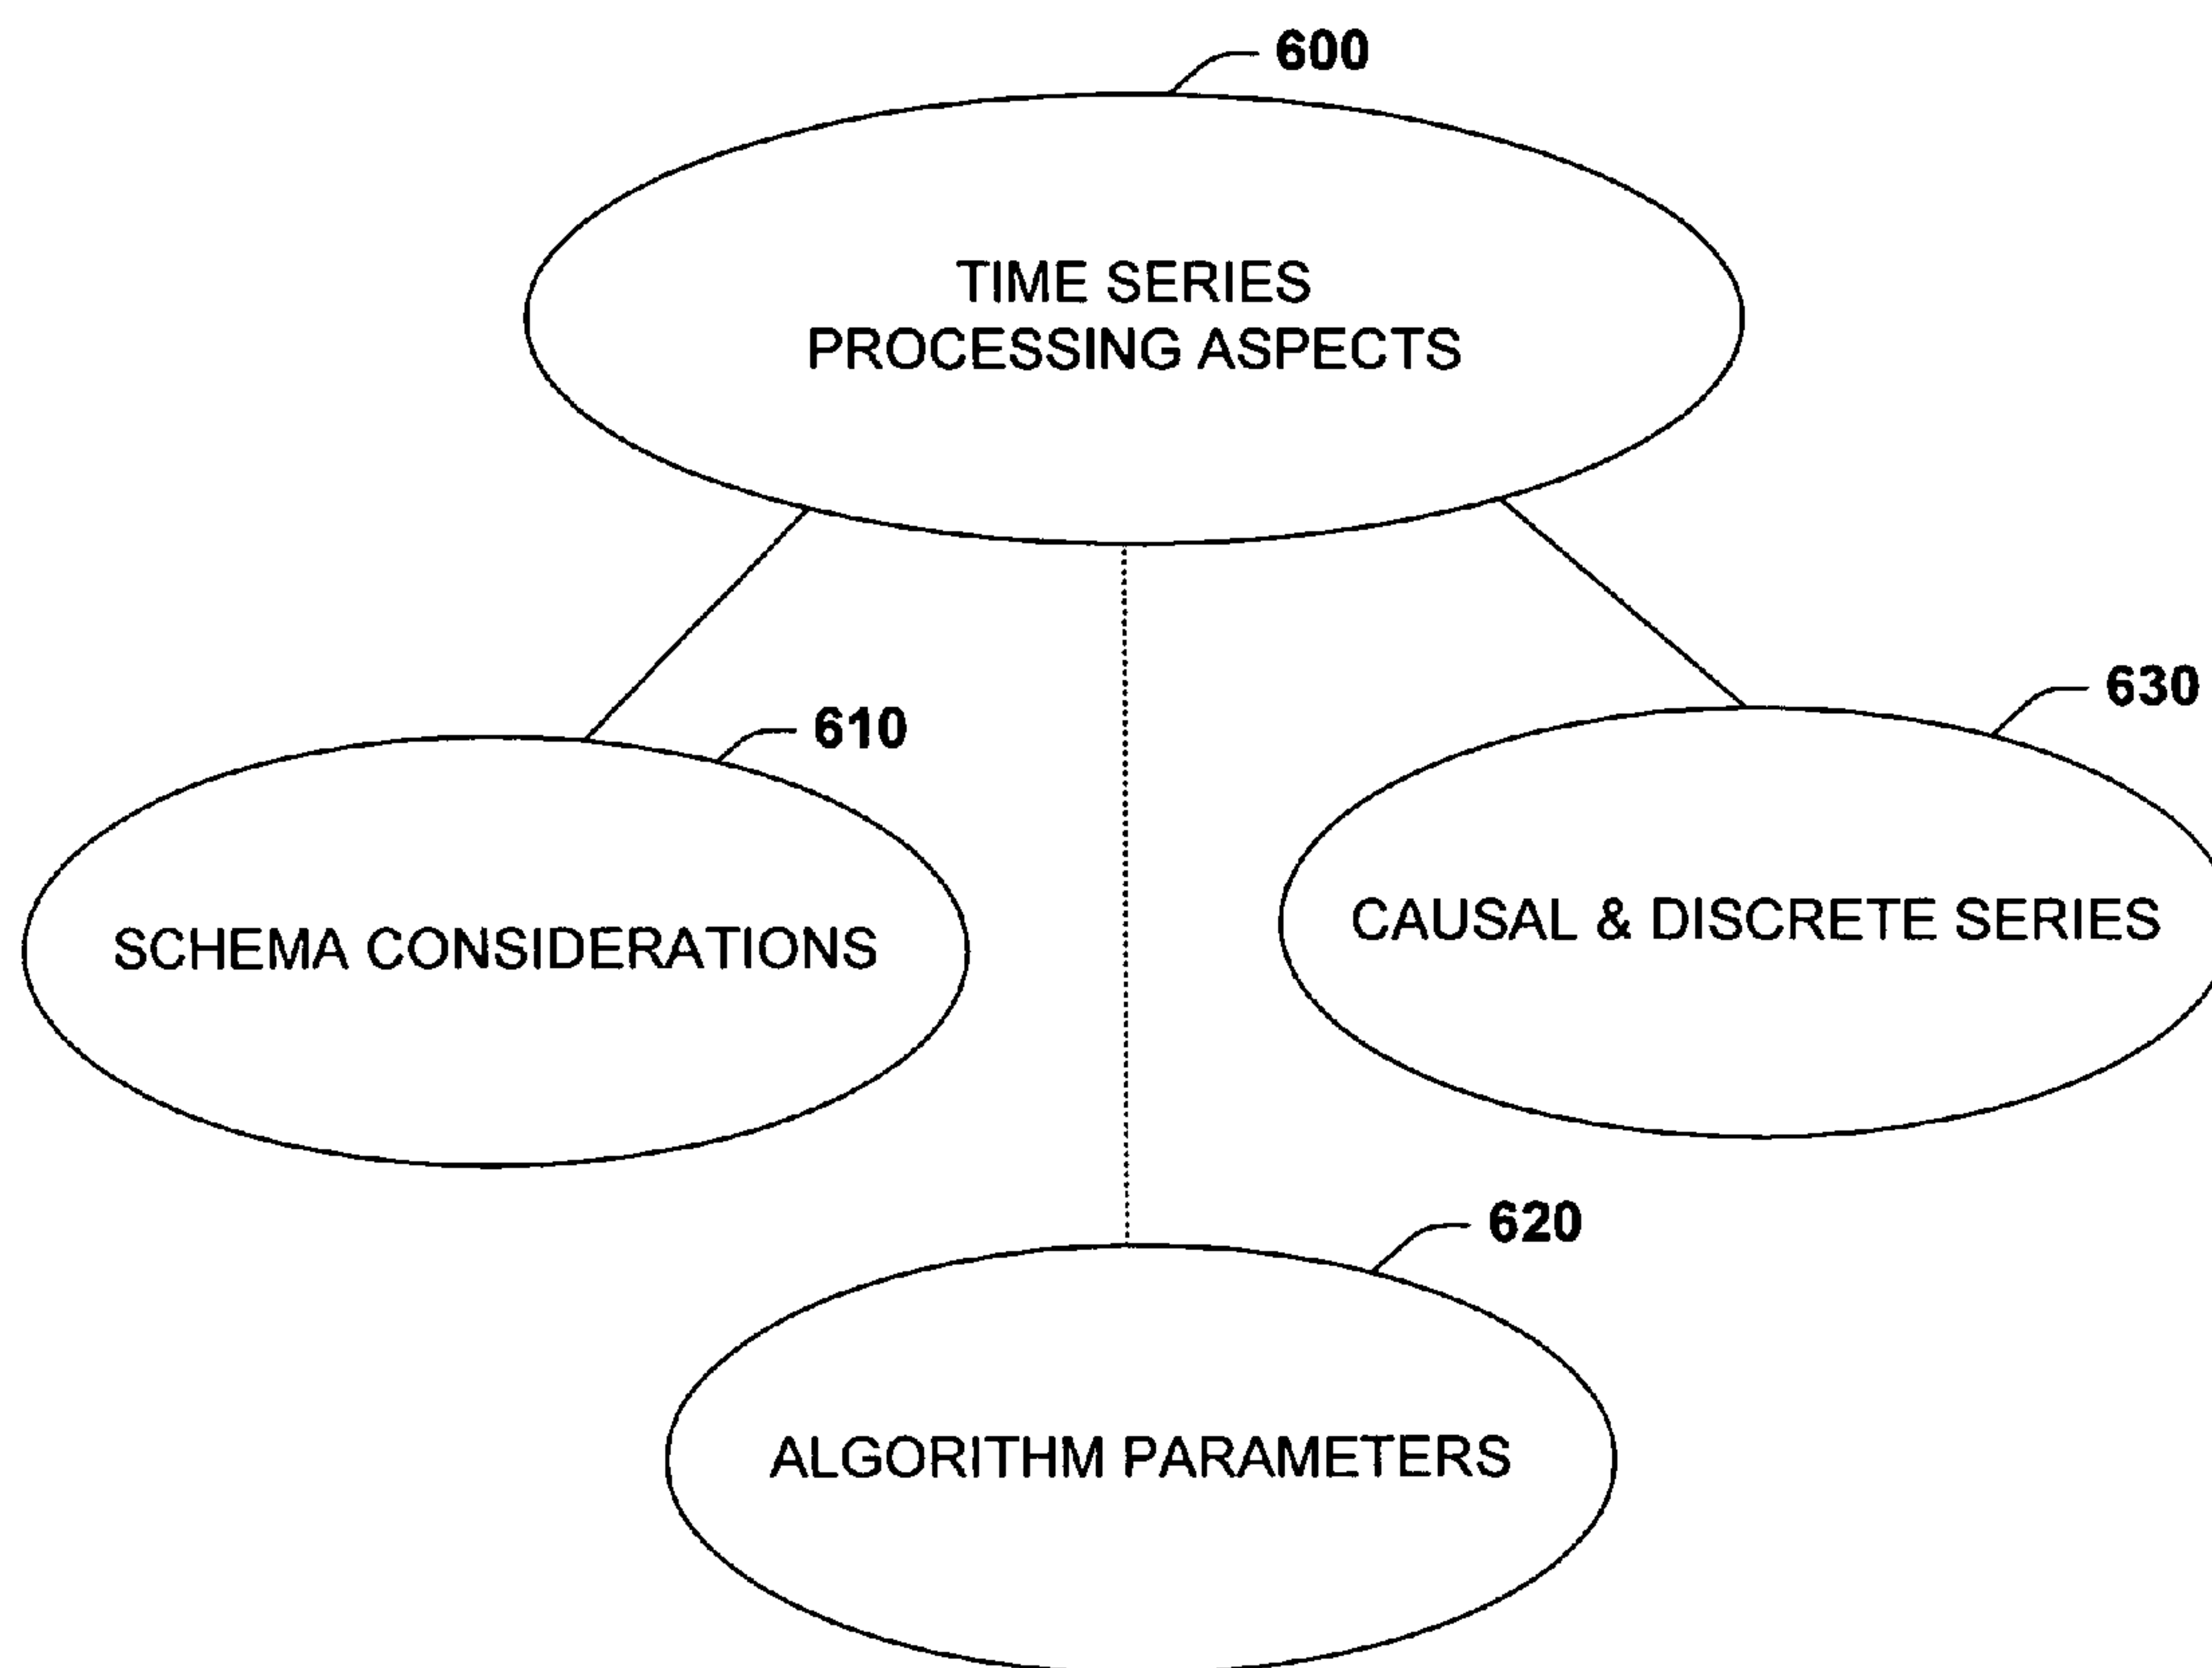 600
TIME SERIES
PROCESSING ASPECTS
630
610
CAUSAL & DISCRETE SERIES
SCHEMA CONSIDERATIONS
620
ALGORITHM PARAMETERS